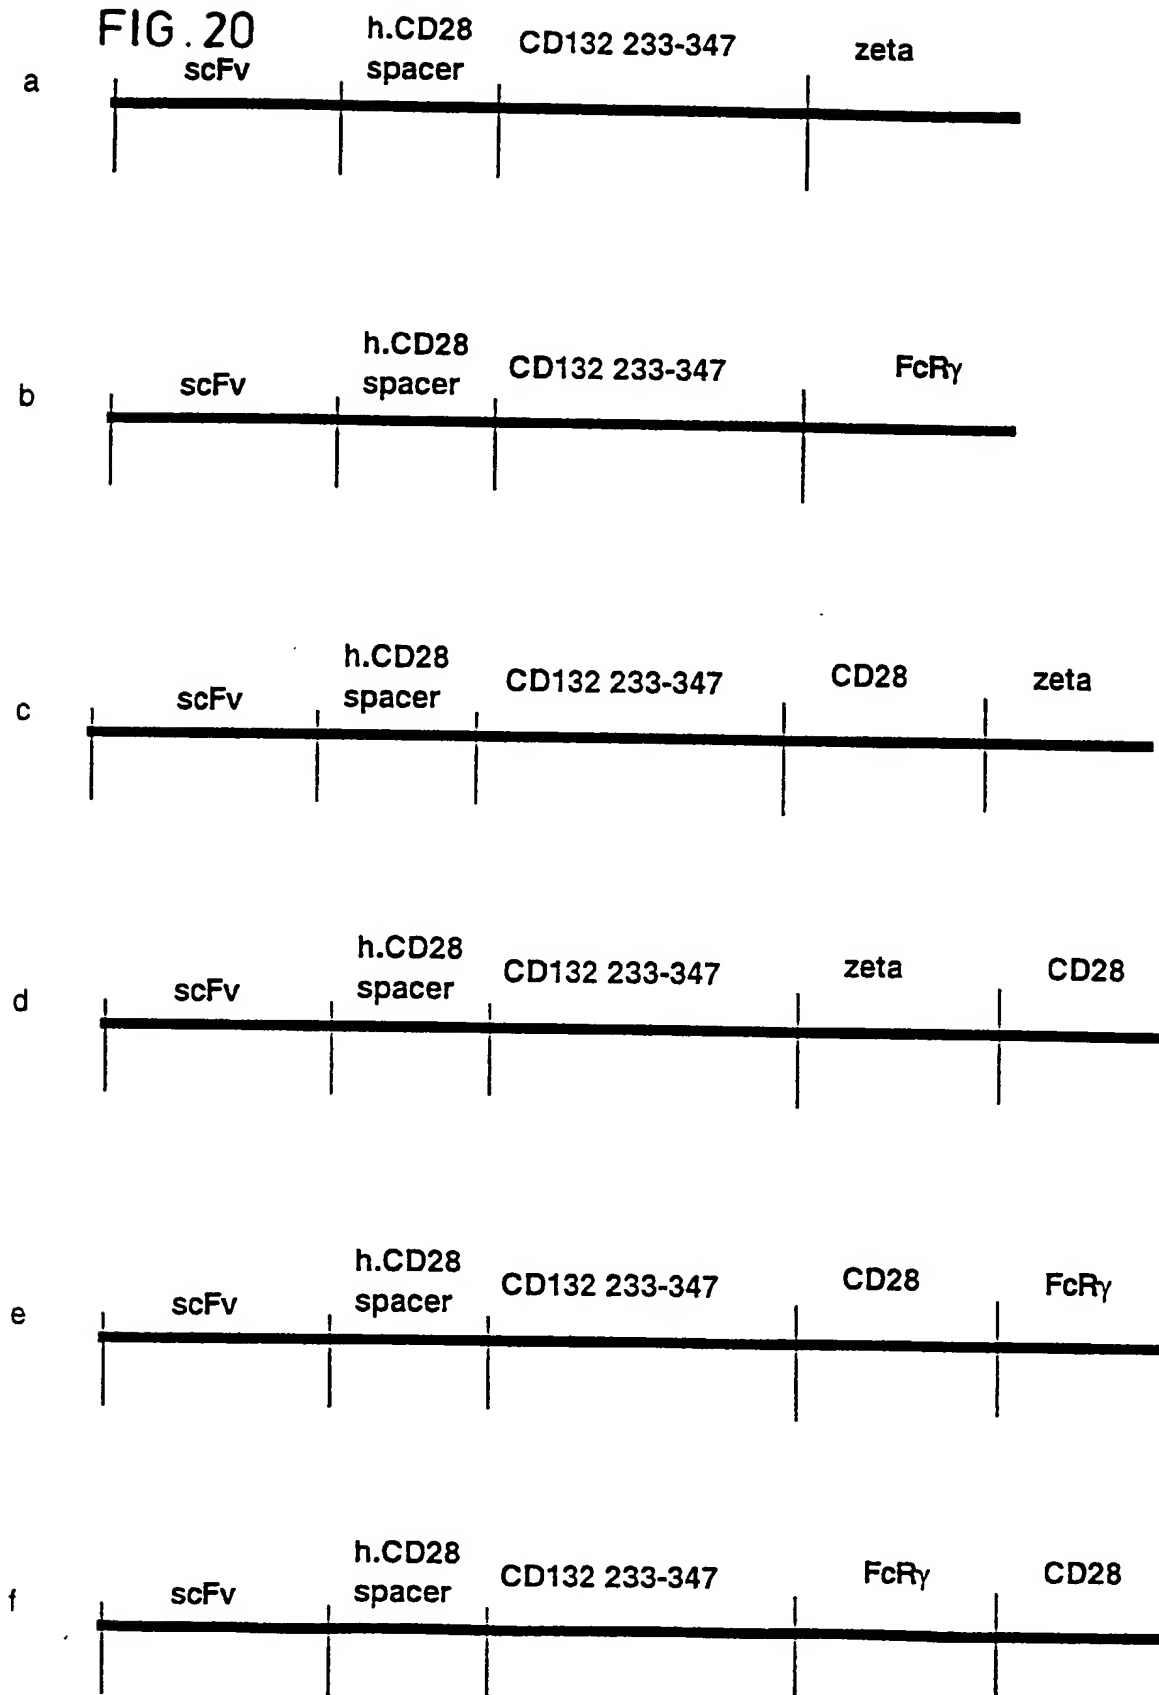 FIG.20
a
scFv
h.CD28
spacer
CD132 233-347
zeta
b
scFv
h.CD28
spacer
CD132 233-347
FcRγ
c
scFv
h.CD28
spacer
CD132 233-347
CD28
zeta
d
scFv
h.CD28
spacer
CD132 233-347
zeta
CD28
e
scFv
h.CD28
spacer
CD132 233-347
CD28
FcRγ
f
scFv
h.CD28
spacer
CD132 233-347
FcRγ
CD28